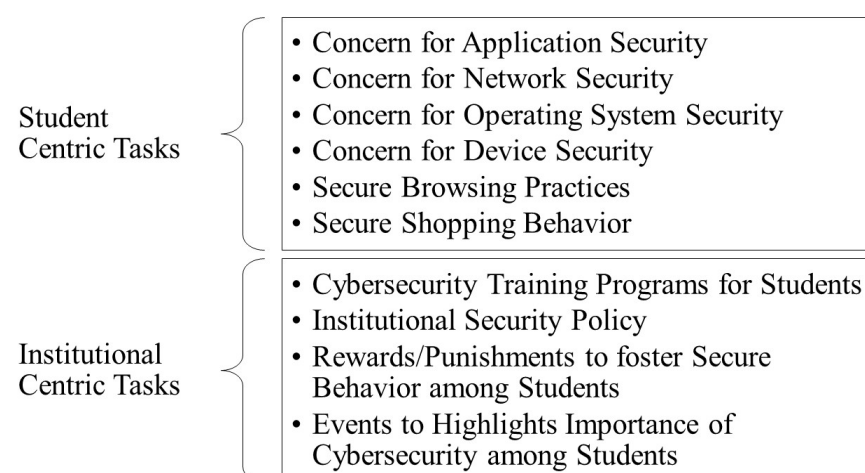 Student
Centric Tasks
• Concern for Application Security
• Concern for Network Security
• Concern for Operating System Security
• Concern for Device Security
• Secure Browsing Practices
• Secure Shopping Behavior
Institutional
Centric Tasks
• Cybersecurity Training Programs for Students
• Institutional Security Policy
• Rewards/Punishments to foster Secure
Behavior among Students
• Events to Highlights Importance of
Cybersecurity among Students